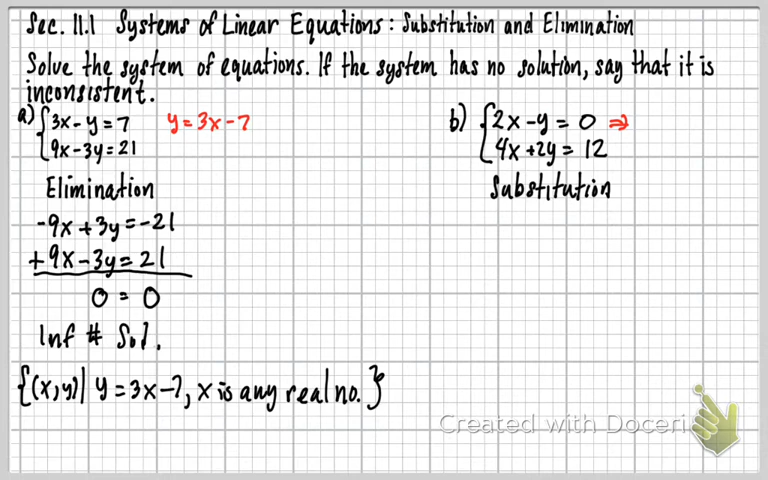 Sec. 11.1 Systems of Linear Equations: Substitution and Elimination
Solve the system of equations. If the system has no solution, say that it is
inconsistent.
a) {3x - y = 7 y = 3x - 7
9x - 3y = 21
Elimination
-9x + 3y = -21
+9x - 3y = 21
0 = 0
Inf # Sol.
{(x,y)| y = 3x - 7, x is any real no.}
b) {2x - y = 0 ⇒
4x + 2y = 12
Substitution
Created with Doceri